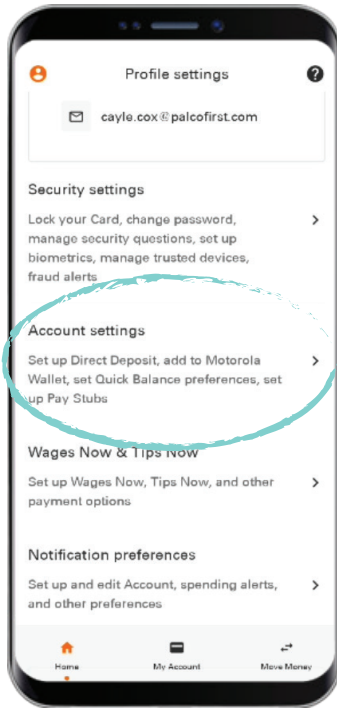 Profile settings
cayle.cox@palcofirst.com
Security settings
Lock your Card, change password,
manage security questions, set up
biometrics, manage trusted devices,
fraud alerts
Account settings
Set up Direct Deposit, add to Motorola
Wallet, set Quick Balance preferences, set
up Pay Stubs
Wages Now & Tips Now
Set up Wages Now, Tips Now, and other
payment options
Notification preferences
Set up and edit Account, spending alerts,
and other preferences
Home My Account Move Money